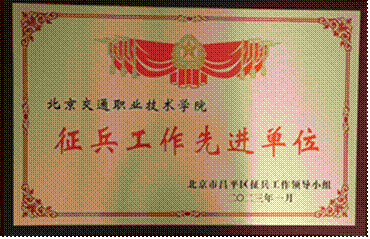 北京交通职业技术学院
征兵工作先进单位
北京市昌平区征兵工作领导小组
二〇二三年一月